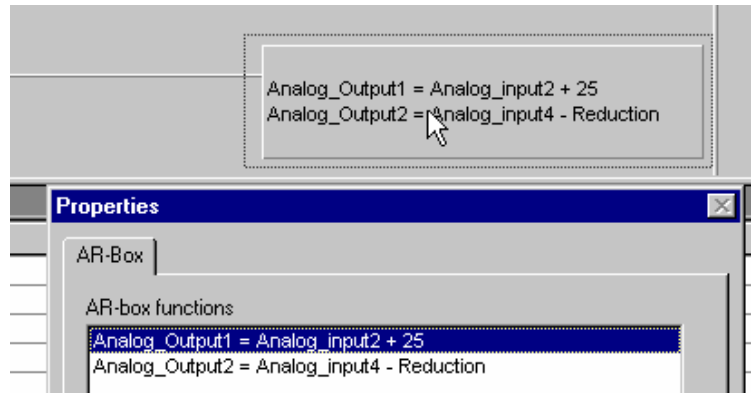 Analog_Output1 = Analog_input2 + 25
Analog_Output2 = Analog_input4 - Reduction
Properties
AR-Box
AR-box functions
Analog_Output1 = Analog_input2 + 25
Analog_Output2 = Analog_input4 - Reduction